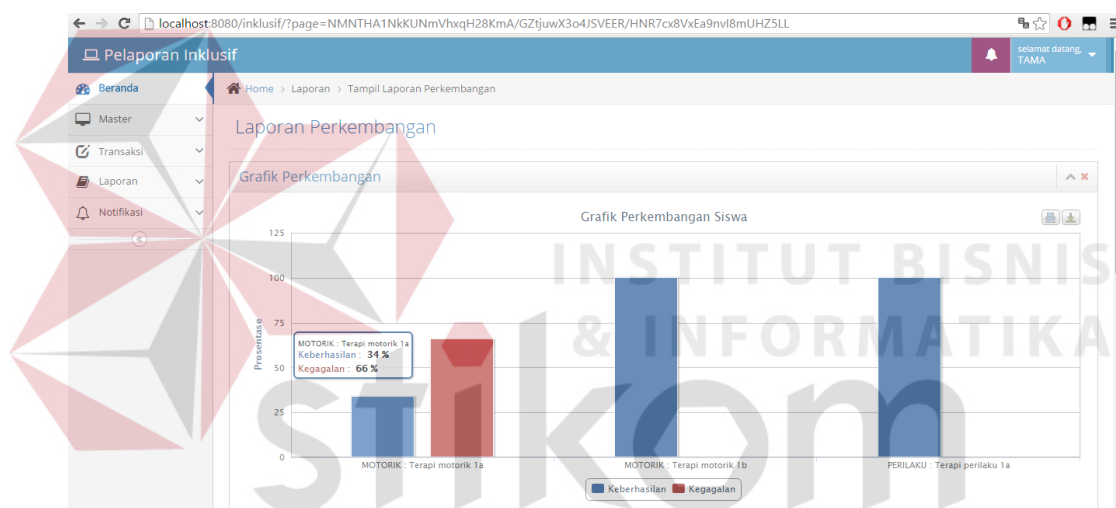 localhost:8080/inklusif/?page=NMNTHA1NkKUNmVhxqH28KmA/GZtjuwX3o4JSVEER/HNR7cx8VxEa9nvI8mUHZ5LL
Pelaporan Inklusif
selamat datang,
TAMA
Beranda
Master
Transaksi
Laporan
Notifikasi
Home > Laporan > Tampil Laporan Perkembangan
Laporan Perkembangan
Grafik Perkembangan
Grafik Perkembangan Siswa
Prosentase
125
100
75
50
25
0
MOTORIK : Terapi motorik 1a
Keberhasilan : 34 %
Kegagalan : 66 %
MOTORIK : Terapi motorik 1a
MOTORIK : Terapi motorik 1b
PERILAKU : Terapi perilaku 1a
Keberhasilan Kegagalan
INSTITUT BISNIS
& INFORMATIKA
stikom